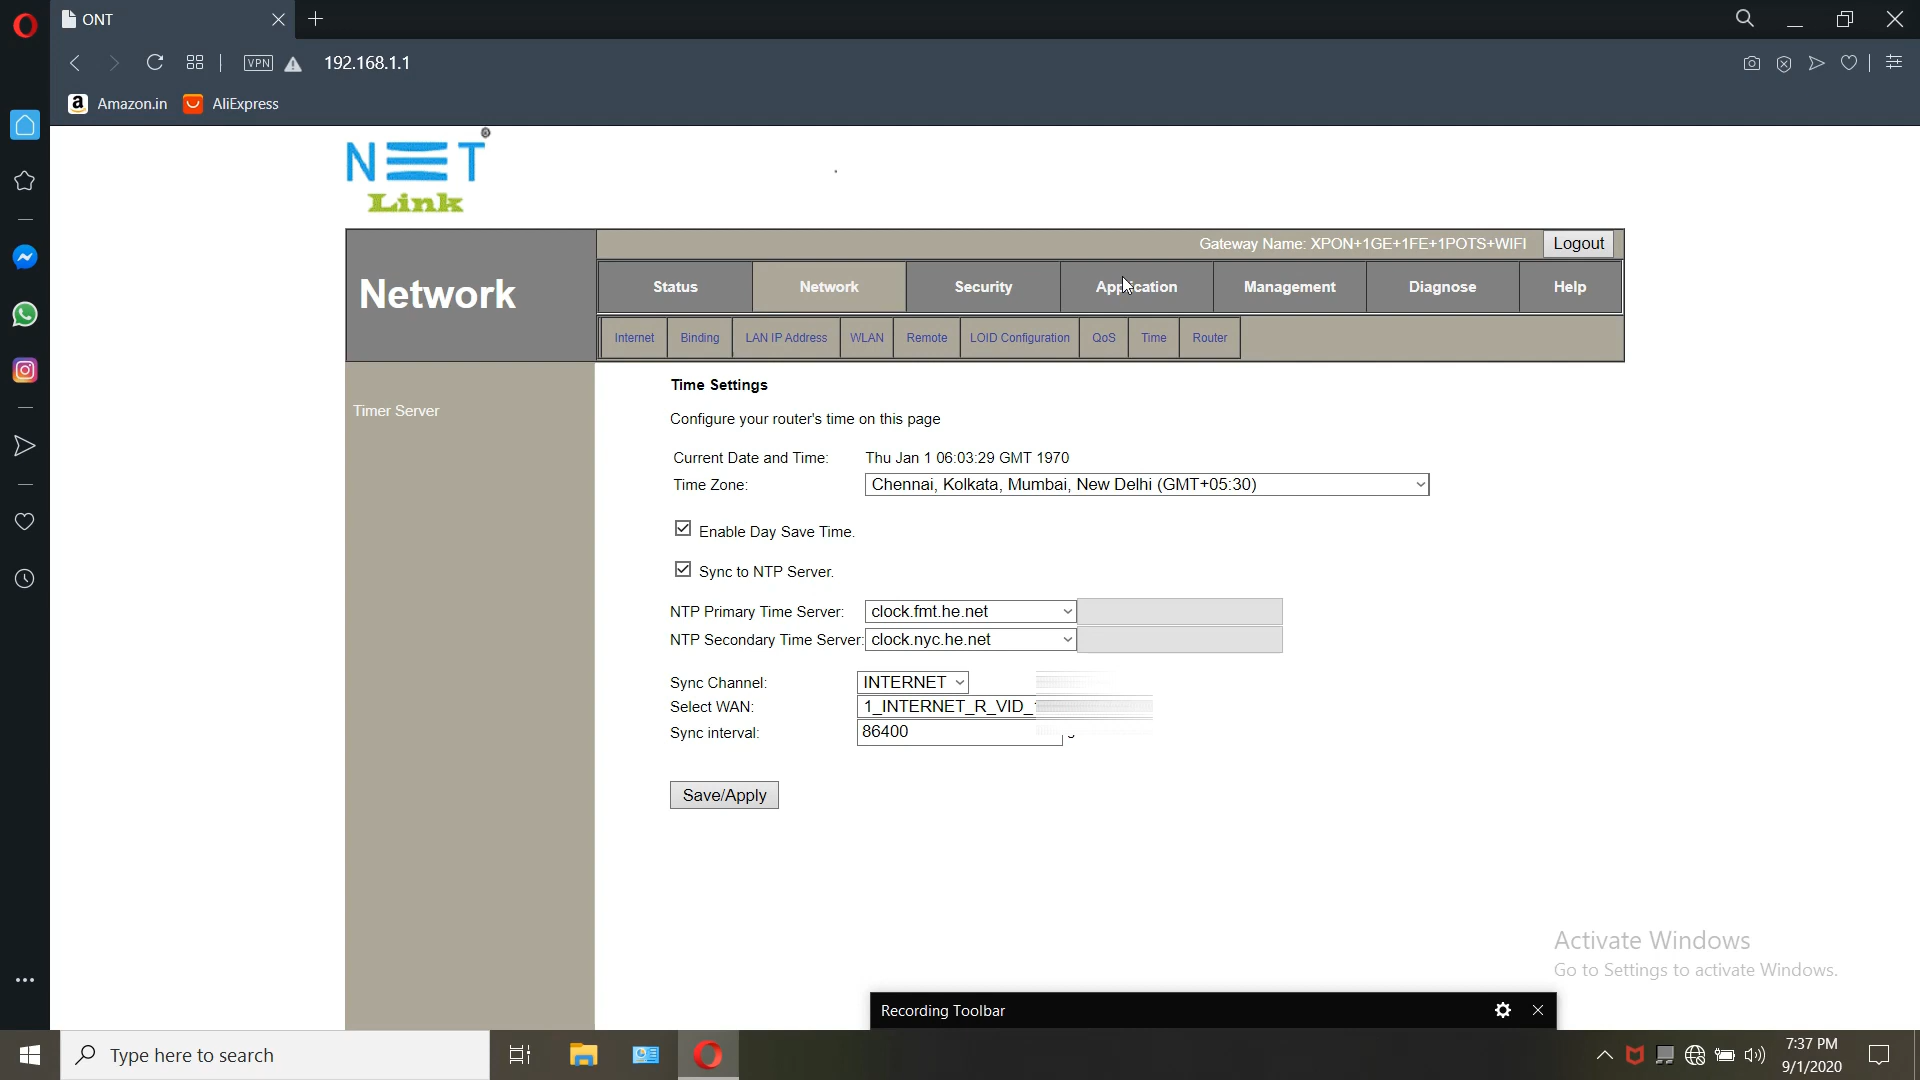 ONT
VPN
192.168.1.1
Amazon.in
AliExpress
NET
Link
Gateway Name: XPON+1GE+1FE+1POTS+WIFI
Logout
Network
Status
Network
Security
Application
Management
Diagnose
Help
Internet
Binding
LAN IP Address
WLAN
Remote
LOID Configuration
QoS
Time
Router
Timer Server
Time Settings
Configure your router's time on this page
Current Date and Time: Thu Jan 1 06:03:29 GMT 1970
Time Zone: Chennai, Kolkata, Mumbai, New Delhi (GMT+05:30)
Enable Day Save Time.
Sync to NTP Server.
NTP Primary Time Server: clock.fmt.he.net
NTP Secondary Time Server: clock.nyc.he.net
Sync Channel: INTERNET
Select WAN: 1_INTERNET_R_VID_
Sync interval: 86400
Save/Apply
Activate Windows
Go to Settings to activate Windows.
Recording Toolbar
Type here to search
7:37 PM
9/1/2020